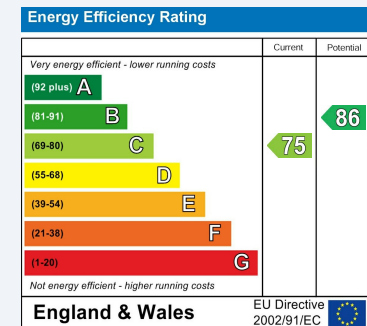 Energy Efficiency Rating
Current Potential
Very energy efficient - lower running costs
(92 plus) A
(81-91) B
86
(69-80) C
75
(55-68) D
(39-54) E
(21-38) F
(1-20) G
Not energy efficient - higher running costs
England & Wales
EU Directive
2002/91/EC